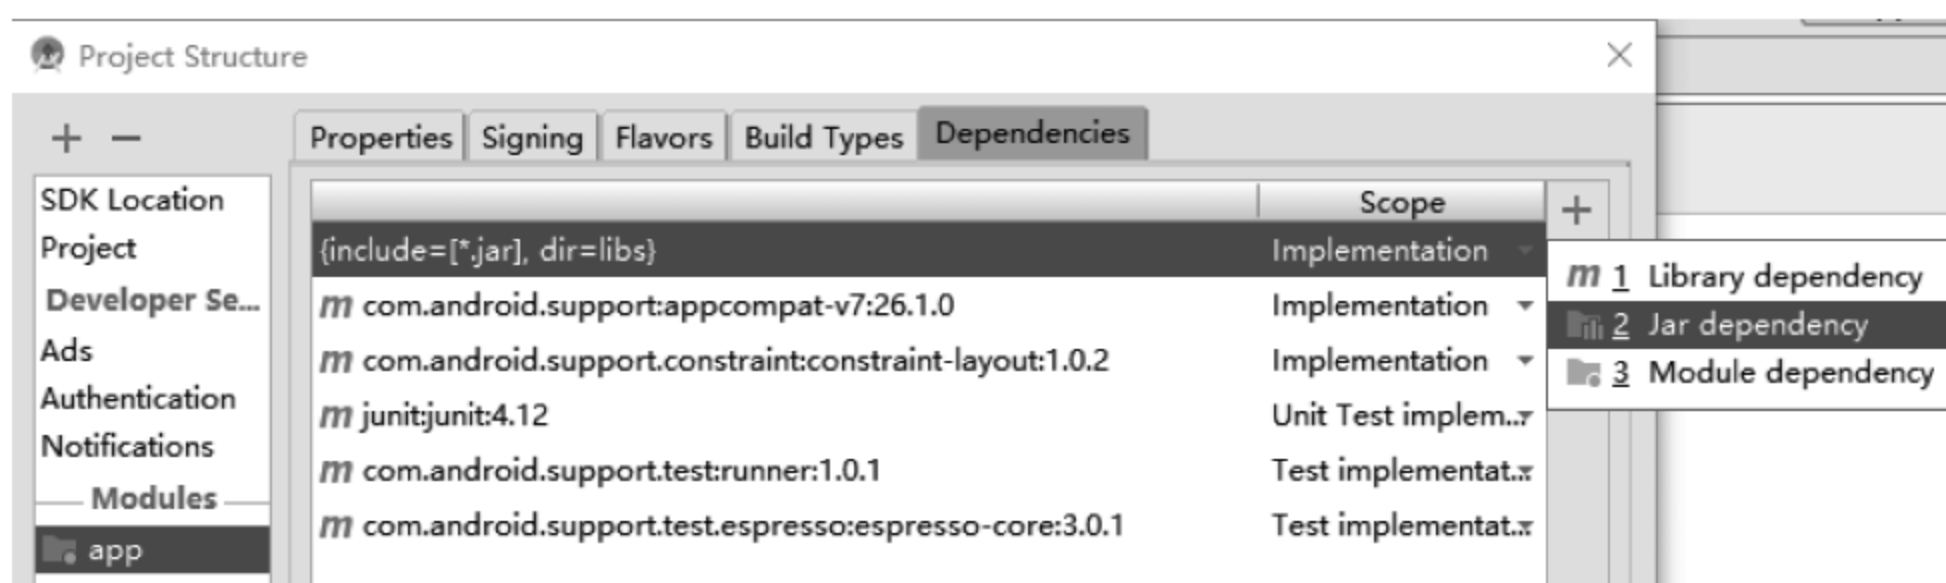 Project Structure
Properties Signing Flavors Build Types Dependencies
SDK Location
Project
Developer Se...
Ads
Authentication
Notifications
Modules
app
Scope
{include=[*.jar], dir=libs} Implementation
m com.android.support:appcompat-v7:26.1.0 Implementation
m com.android.support.constraint:constraint-layout:1.0.2 Implementation
m junit:junit:4.12 Unit Test implem...
m com.android.support.test:runner:1.0.1 Test implementat...
m com.android.support.test.espresso:espresso-core:3.0.1 Test implementat...
m 1 Library dependency
2 Jar dependency
3 Module dependency